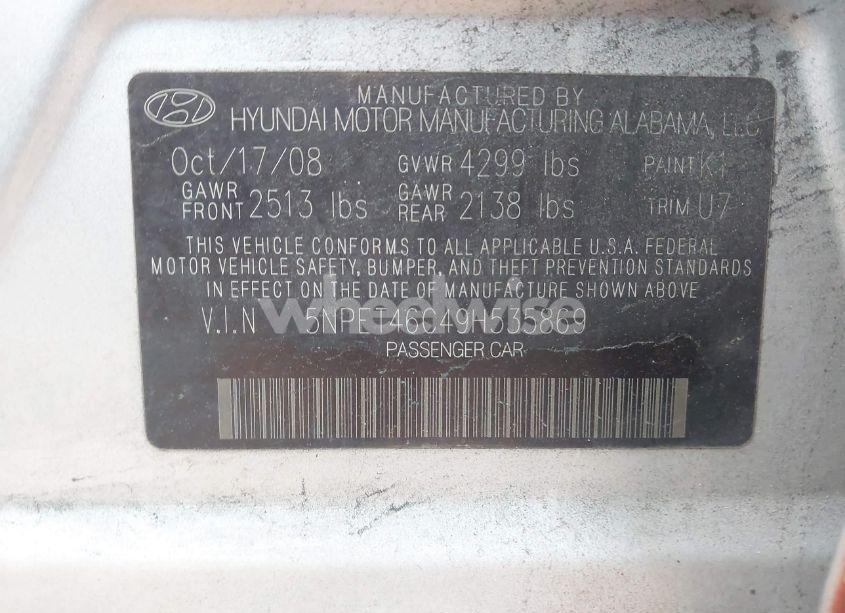 MANUFACTURED BY
HYUNDAI MOTOR MANUFACTURING ALABAMA, LLC
Oct/17/08 GVWR 4299 lbs PAINT K1
GAWR FRONT 2513 lbs GAWR REAR 2138 lbs TRIM U7
THIS VEHICLE CONFORMS TO ALL APPLICABLE U.S.A. FEDERAL
MOTOR VEHICLE SAFETY, BUMPER, AND THEFT PREVENTION STANDARDS
IN EFFECT ON THE DATE OF MANUFACTURE SHOWN ABOVE.
wheelwise
V.I.N 5NPET46C49H535869
PASSENGER CAR